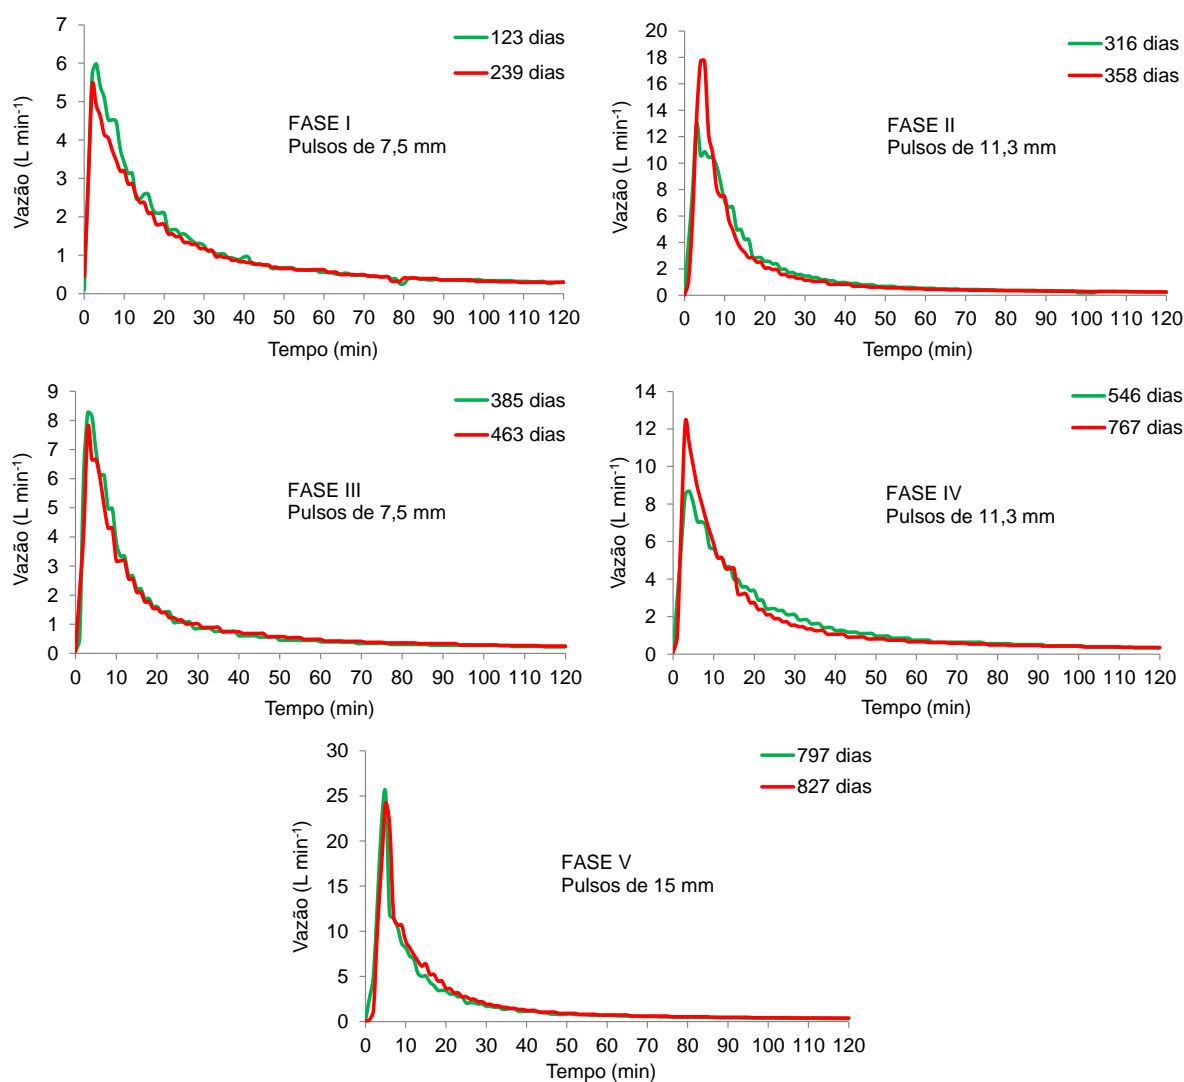 7
6
5
4
3
2
1
0
Vazão (L min-1)
123 dias
239 dias
FASE I
Pulsos de 7,5 mm
0 10 20 30 40 50 60 70 80 90 100 110 120
Tempo (min)
20
18
16
14
12
10
8
6
4
2
0
Vazão (L min-1)
316 dias
358 dias
FASE II
Pulsos de 11,3 mm
0 10 20 30 40 50 60 70 80 90 100 110 120
Tempo (min)
9
8
7
6
5
4
3
2
1
0
Vazão (L min-1)
385 dias
463 dias
FASE III
Pulsos de 7,5 mm
0 10 20 30 40 50 60 70 80 90 100 110 120
Tempo (min)
14
12
10
8
6
4
2
0
Vazão (L min-1)
546 dias
767 dias
FASE IV
Pulsos de 11,3 mm
0 10 20 30 40 50 60 70 80 90 100 110 120
Tempo (min)
30
25
20
15
10
5
0
Vazão (L min-1)
797 dias
827 dias
FASE V
Pulsos de 15 mm
0 10 20 30 40 50 60 70 80 90 100 110 120
Tempo (min)